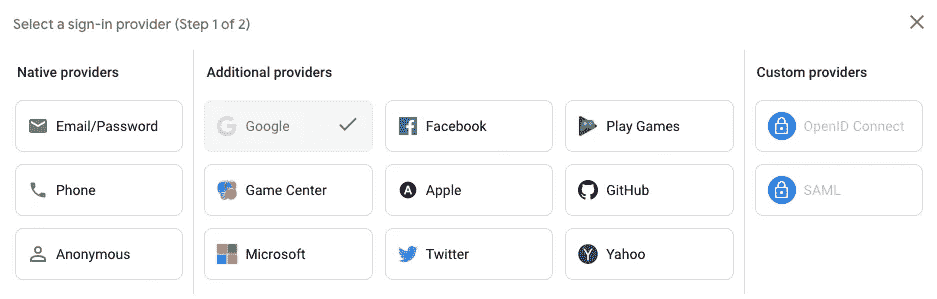 Select a sign-in provider (Step 1 of 2)
Native providers
Email/Password
Phone
Anonymous
Additional providers
Google
Facebook
Play Games
Game Center
Apple
GitHub
Microsoft
Twitter
Yahoo
Custom providers
OpenID Connect
SAML